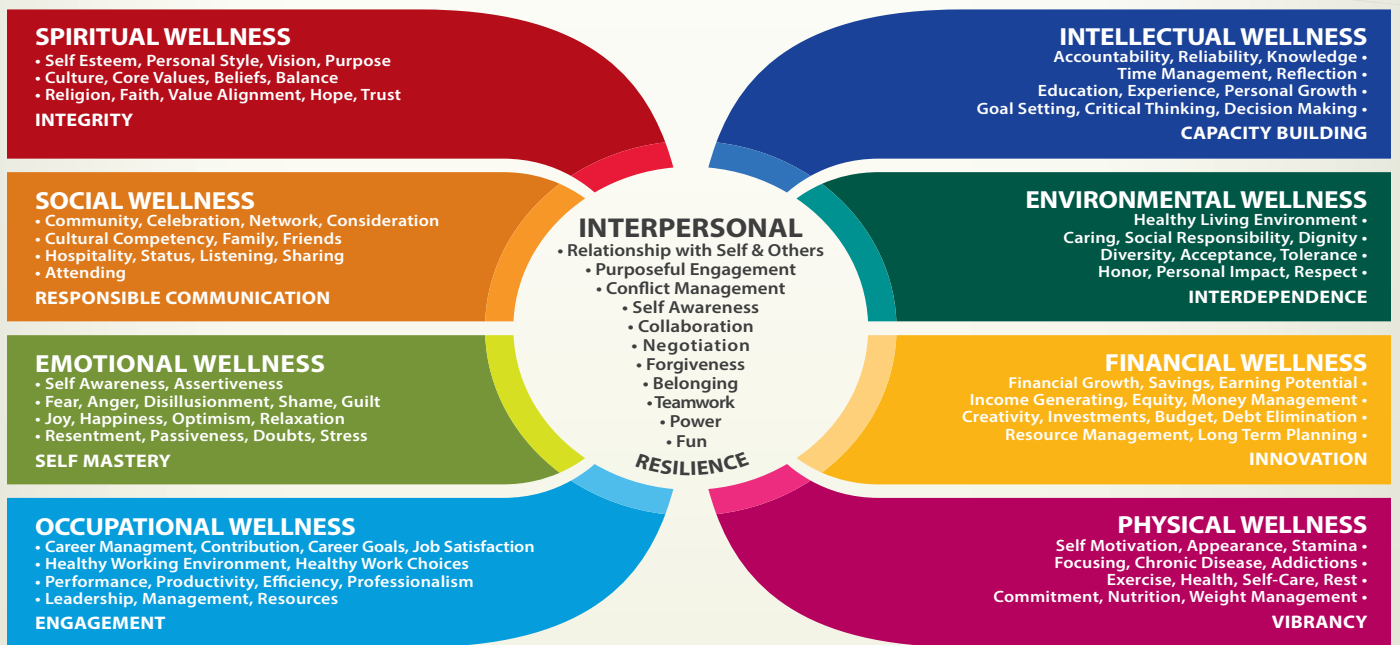 SPIRITUAL WELLNESS
• Self Esteem, Personal Style, Vision, Purpose
• Culture, Core Values, Beliefs, Balance
• Religion, Faith, Value Alignment, Hope, Trust
INTEGRITY
SOCIAL WELLNESS
• Community, Celebration, Network, Consideration
• Cultural Competency, Family, Friends
• Hospitality, Status, Listening, Sharing
• Attending
RESPONSIBLE COMMUNICATION
EMOTIONAL WELLNESS
• Self Awareness, Assertiveness
• Fear, Anger, Disillusionment, Shame, Guilt
• Joy, Happiness, Optimism, Relaxation
• Resentment, Passiveness, Doubts, Stress
SELF MASTERY
OCCUPATIONAL WELLNESS
• Career Managment, Contribution, Career Goals, Job Satisfaction
• Healthy Working Environment, Healthy Work Choices
• Performance, Productivity, Efficiency, Professionalism
• Leadership, Management, Resources
ENGAGEMENT
INTERPERSONAL
• Relationship with Self & Others
• Purposeful Engagement
• Conflict Management
• Self Awareness
• Collaboration
• Negotiation
• Forgiveness
• Belonging
• Teamwork
• Power
• Fun
RESILIENCE
INTELLECTUAL WELLNESS
Accountability, Reliability, Knowledge •
Time Management, Reflection •
Education, Experience, Personal Growth •
Goal Setting, Critical Thinking, Decision Making •
CAPACITY BUILDING
ENVIRONMENTAL WELLNESS
Healthy Living Environment •
Caring, Social Responsibility, Dignity •
Diversity, Acceptance, Tolerance •
Honor, Personal Impact, Respect •
INTERDEPENDENCE
FINANCIAL WELLNESS
Financial Growth, Savings, Earning Potential •
Income Generating, Equity, Money Management •
Creativity, Investments, Budget, Debt Elimination •
Resource Management, Long Term Planning •
INNOVATION
PHYSICAL WELLNESS
Self Motivation, Appearance, Stamina •
Focusing, Chronic Disease, Addictions •
Exercise, Health, Self-Care, Rest •
Commitment, Nutrition, Weight Management •
VIBRANCY